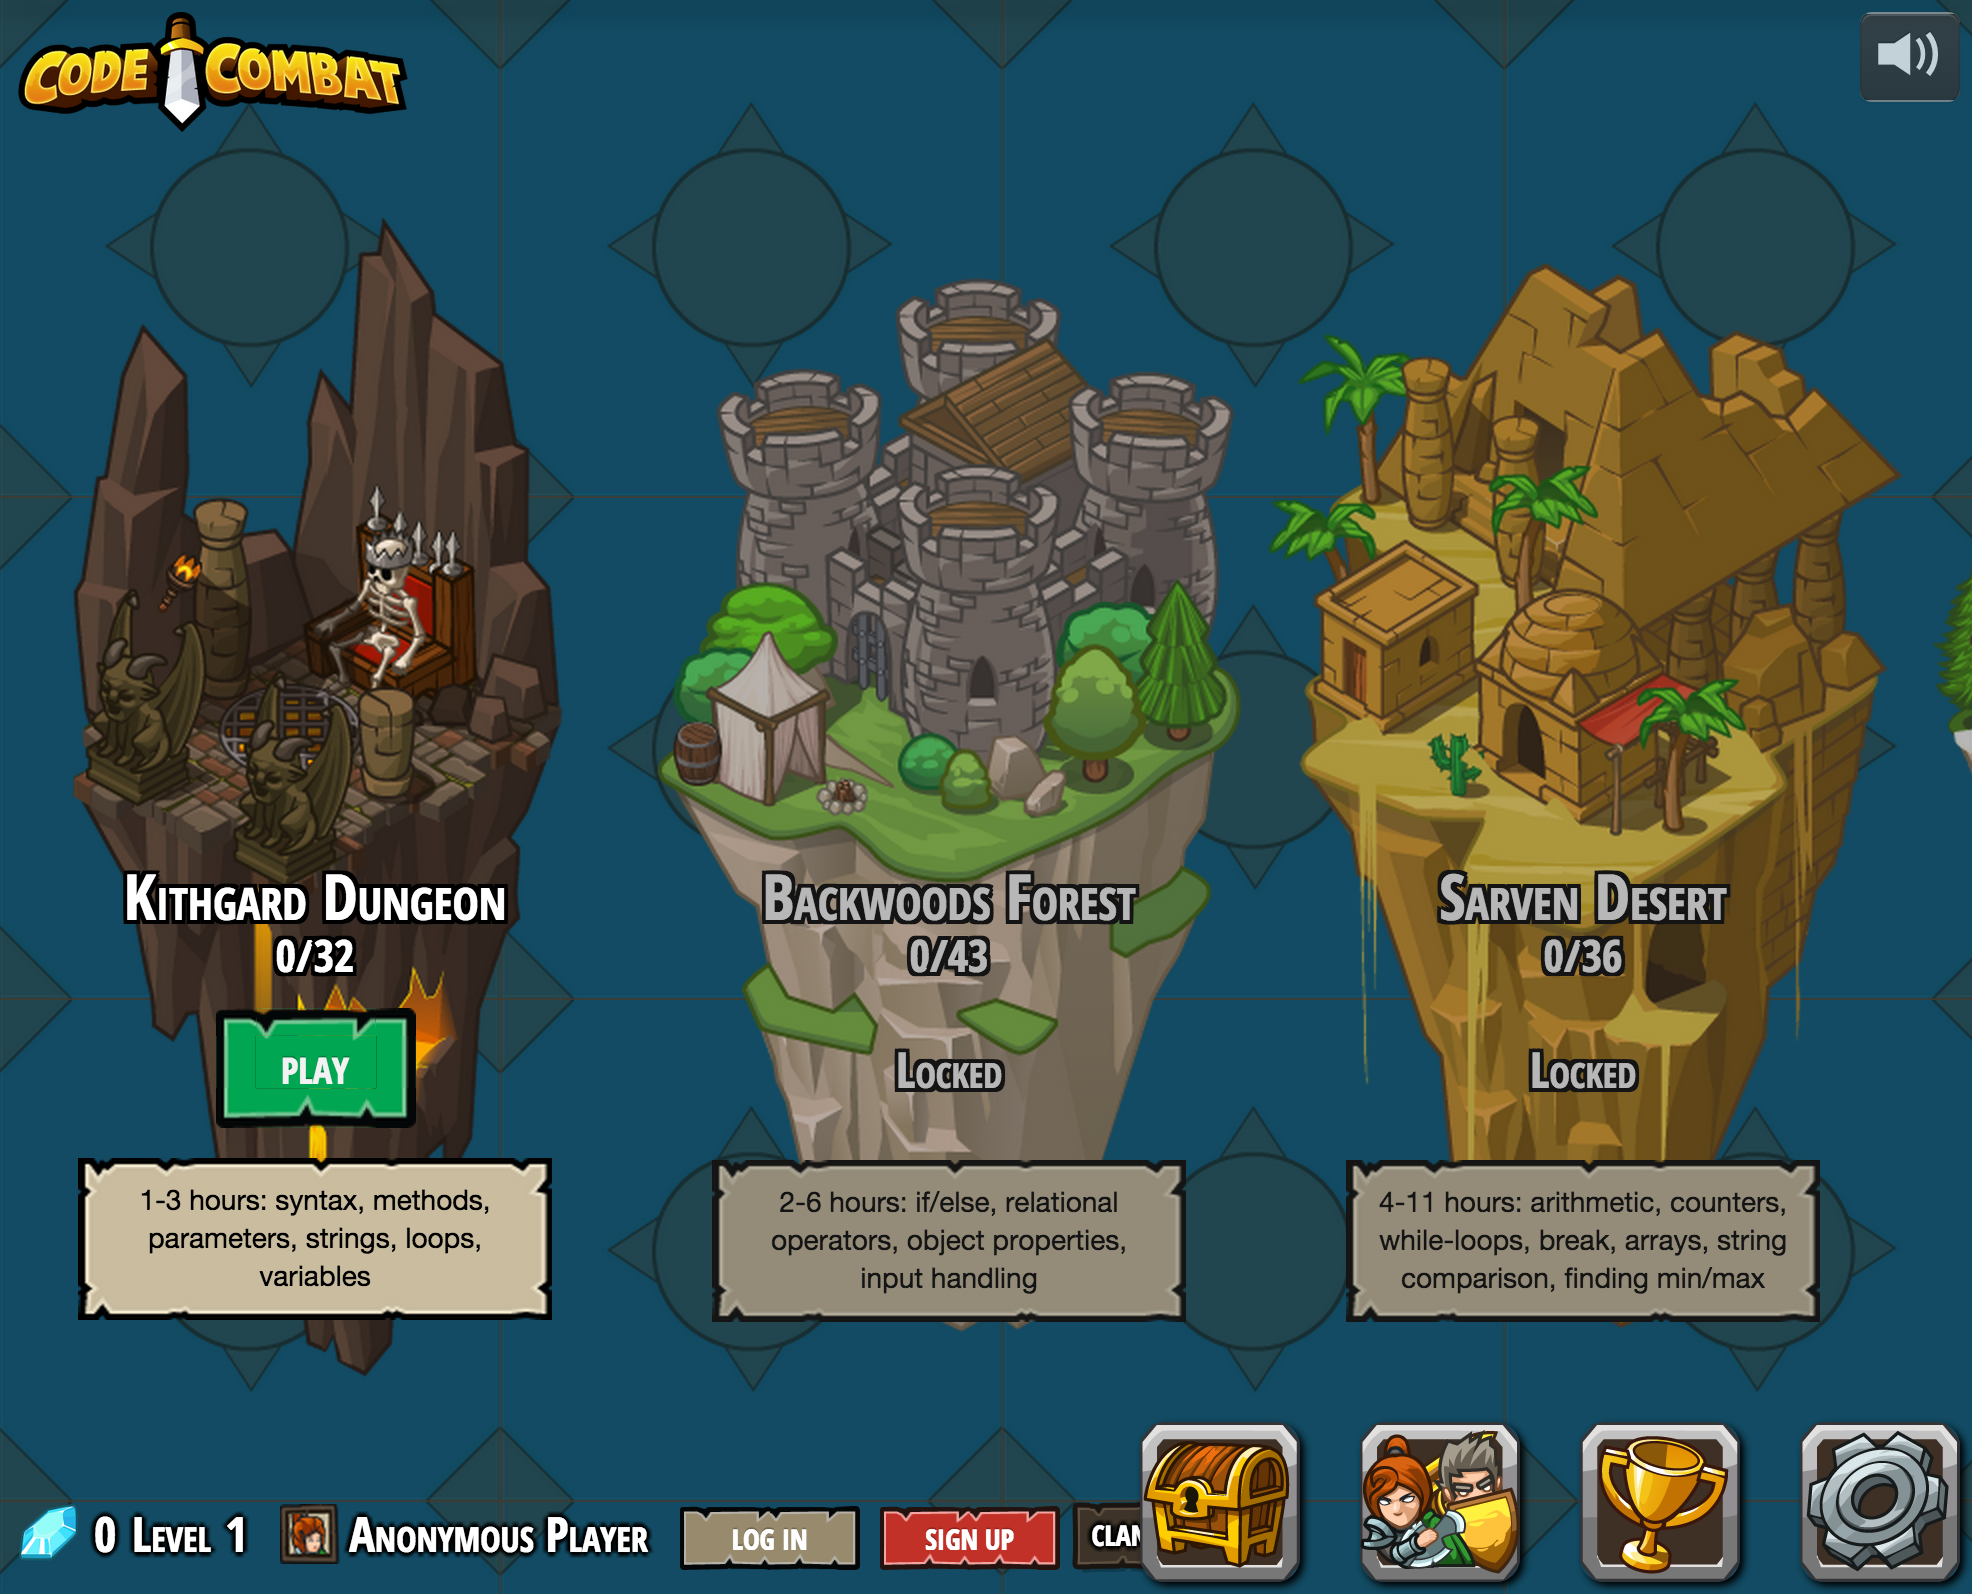 CODE COMBAT
KITHGARD DUNGEON
0/32
PLAY
1-3 hours: syntax, methods,
parameters, strings, loops,
variables
BACKWOODS FOREST
0/43
LOCKED
2-6 hours: if/else, relational
operators, object properties,
input handling
SARVEN DESERT
0/36
LOCKED
4-11 hours: arithmetic, counters,
while-loops, break, arrays, string
comparison, finding min/max
0 LEVEL 1
ANONYMOUS PLAYER
LOG IN
SIGN UP